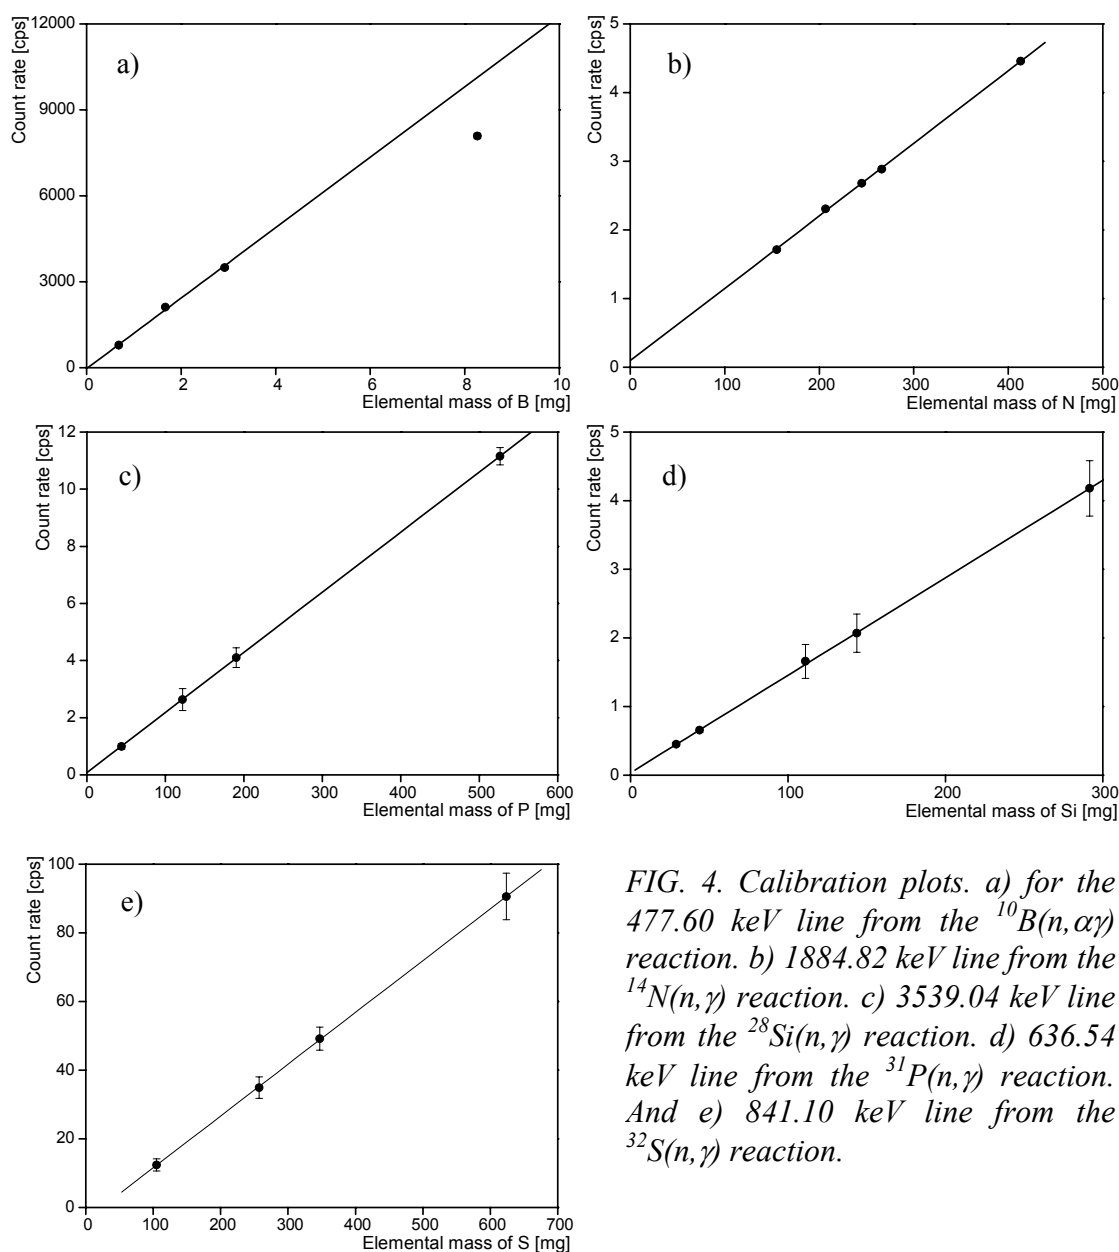 a)
Count rate [cps]
12000
9000
6000
3000
0
0 2 4 6 8 10
Elemental mass of B [mg]
b)
Count rate [cps]
5
4
3
2
1
0
0 100 200 300 400 500
Elemental mass of N [mg]
c)
Count rate [cps]
12
10
8
6
4
2
0
0 100 200 300 400 500 600
Elemental mass of P [mg]
d)
Count rate [cps]
5
4
3
2
1
0
0 100 200 300
Elemental mass of Si [mg]
e)
Count rate [cps]
100
80
60
40
20
0
0 100 200 300 400 500 600 700
Elemental mass of S [mg]
FIG. 4. Calibration plots. a) for the
477.60 keV line from the ¹⁰B(n,αγ)
reaction. b) 1884.82 keV line from the
¹⁴N(n,γ) reaction. c) 3539.04 keV line
from the ²⁸Si(n,γ) reaction. d) 636.54
keV line from the ³¹P(n,γ) reaction.
And e) 841.10 keV line from the
³²S(n,γ) reaction.